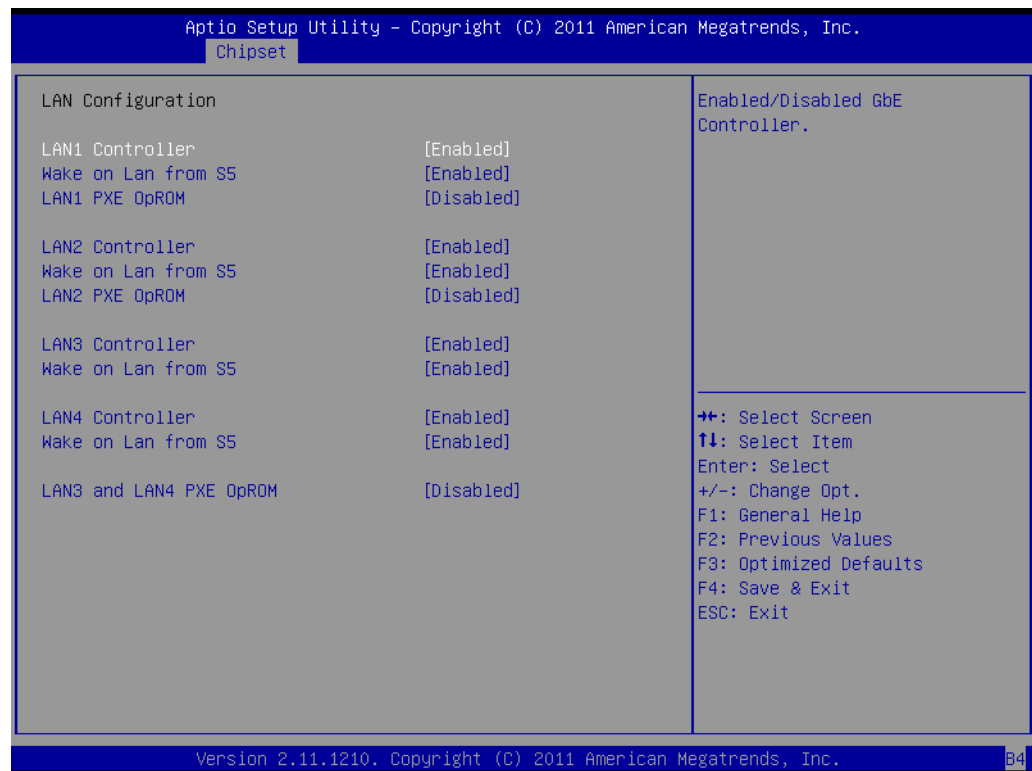 Aptio Setup Utility – Copyright (C) 2011 American Megatrends, Inc.
Chipset
LAN Configuration
LAN1 Controller [Enabled]
Wake on Lan from S5 [Enabled]
LAN1 PXE OpROM [Disabled]
LAN2 Controller [Enabled]
Wake on Lan from S5 [Enabled]
LAN2 PXE OpROM [Disabled]
LAN3 Controller [Enabled]
Wake on Lan from S5 [Enabled]
LAN4 Controller [Enabled]
Wake on Lan from S5 [Enabled]
LAN3 and LAN4 PXE OpROM [Disabled]
Enabled/Disabled GbE
Controller.
→←: Select Screen
↑↓: Select Item
Enter: Select
+/-: Change Opt.
F1: General Help
F2: Previous Values
F3: Optimized Defaults
F4: Save & Exit
ESC: Exit
Version 2.11.1210. Copyright (C) 2011 American Megatrends, Inc.
B4